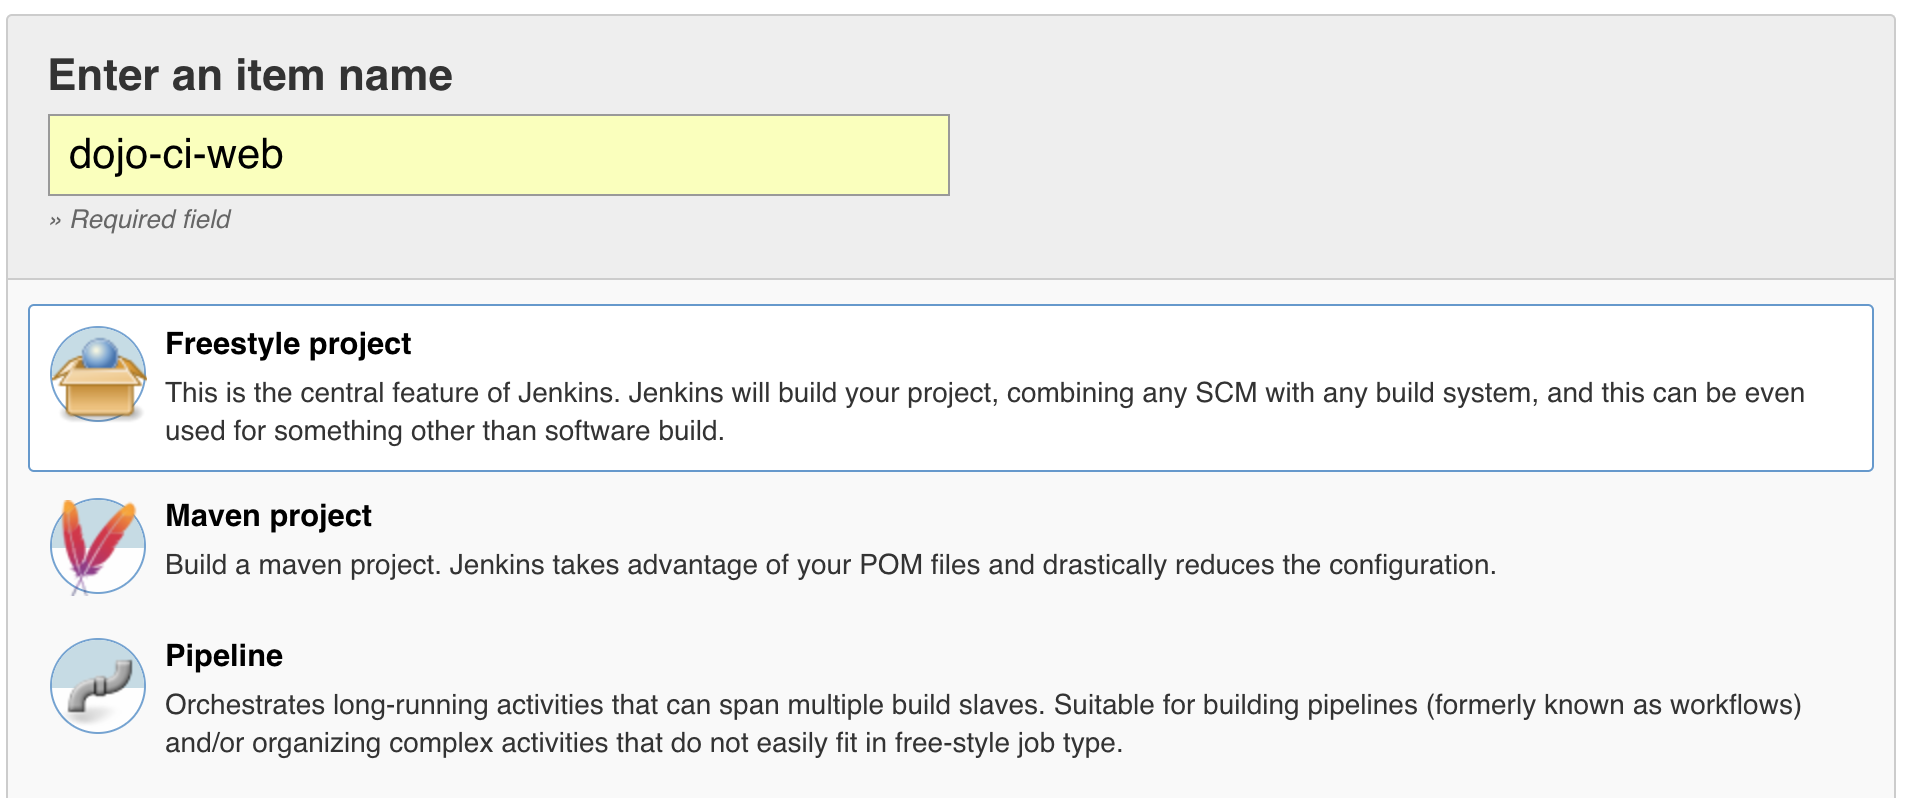 Enter an item name
dojo-ci-web
» Required field
Freestyle project
This is the central feature of Jenkins. Jenkins will build your project, combining any SCM with any build system, and this can be even
used for something other than software build.
Maven project
Build a maven project. Jenkins takes advantage of your POM files and drastically reduces the configuration.
Pipeline
Orchestrates long-running activities that can span multiple build slaves. Suitable for building pipelines (formerly known as workflows)
and/or organizing complex activities that do not easily fit in free-style job type.